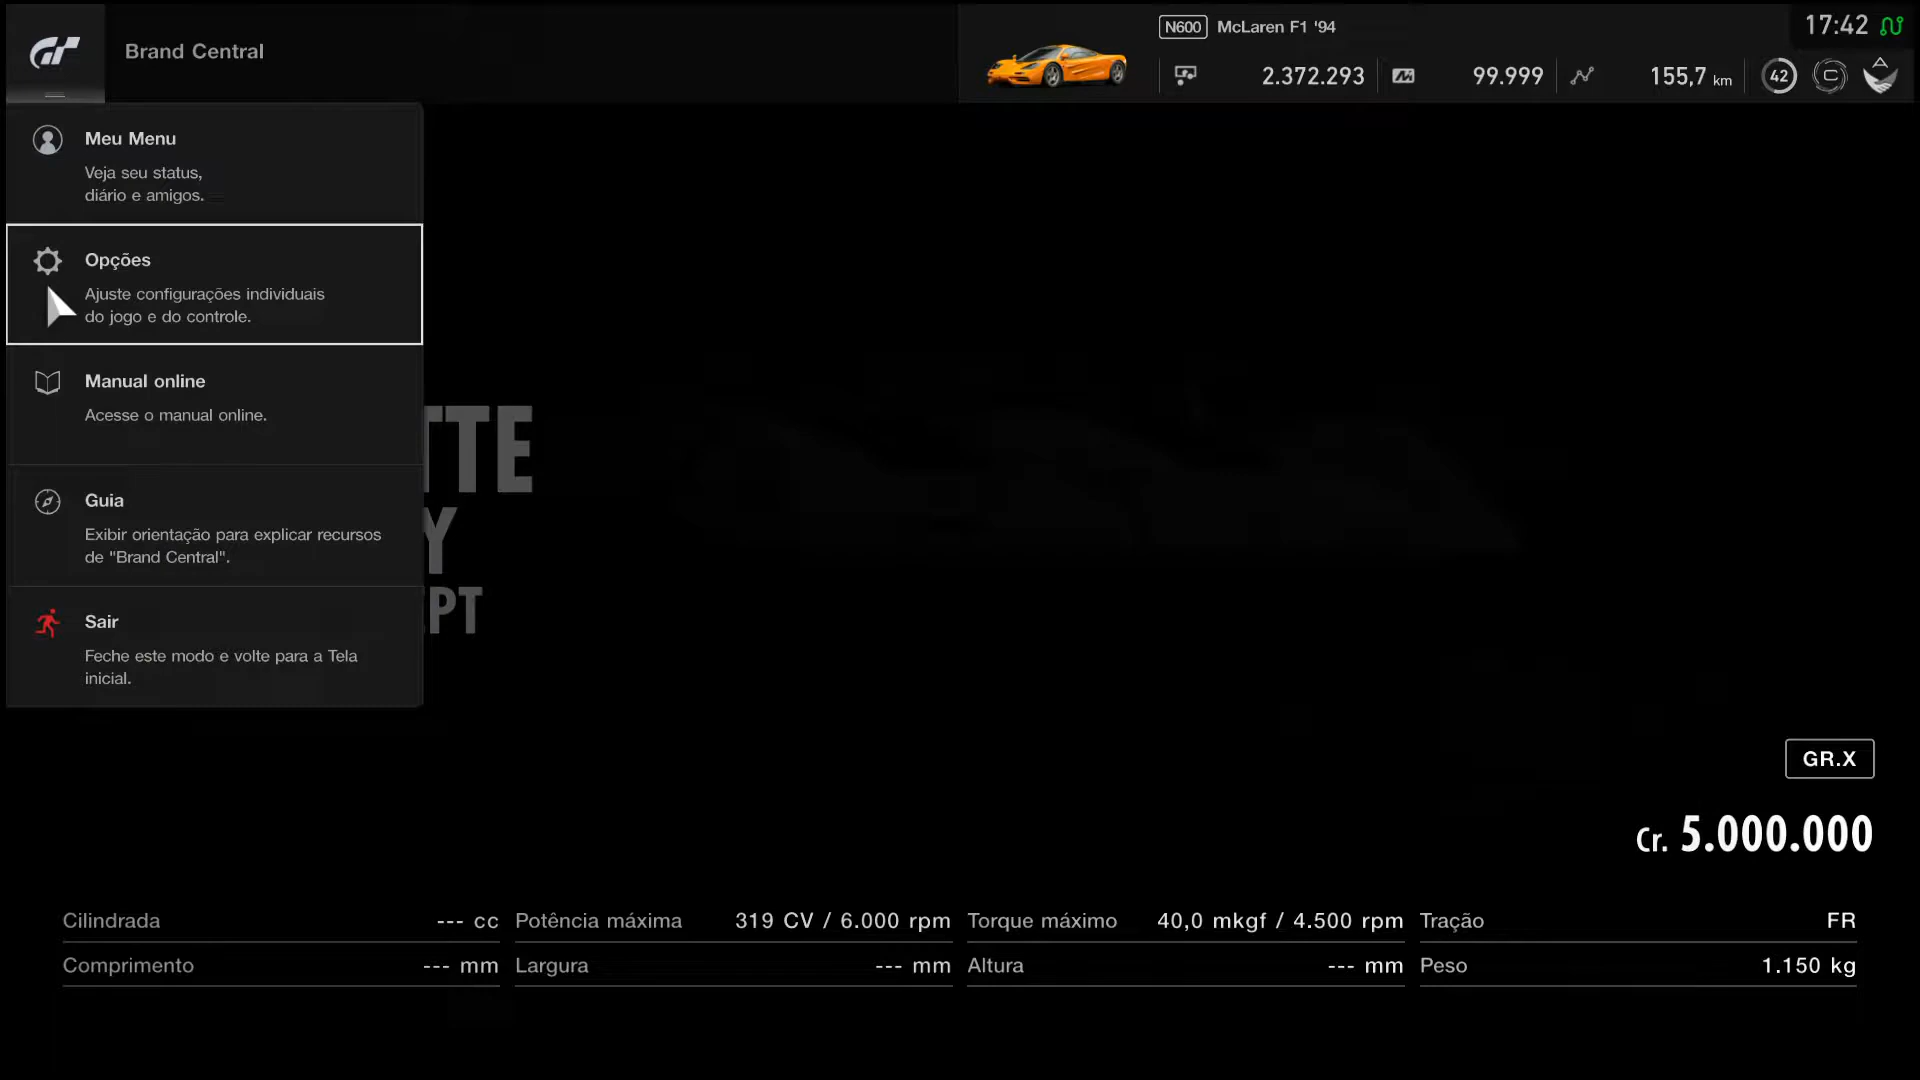 Brand Central
N600 McLaren F1 '94
17:42
2.372.293
99.999
155,7 km
42
C
A
Meu Menu
Veja seu status,
diário e amigos.
Opções
Ajuste configurações individuais
do jogo e do controle.
Manual online
Acesse o manual online.
Guia
Exibir orientação para explicar recursos
de "Brand Central".
Sair
Feche este modo e volte para a Tela
inicial.
TTE
Y
PT
GR.X
Cr. 5.000.000
Cilindrada --- cc
Potência máxima 319 CV / 6.000 rpm
Torque máximo 40,0 mkgf / 4.500 rpm
Tração FR
Comprimento --- mm
Largura --- mm
Altura --- mm
Peso 1.150 kg